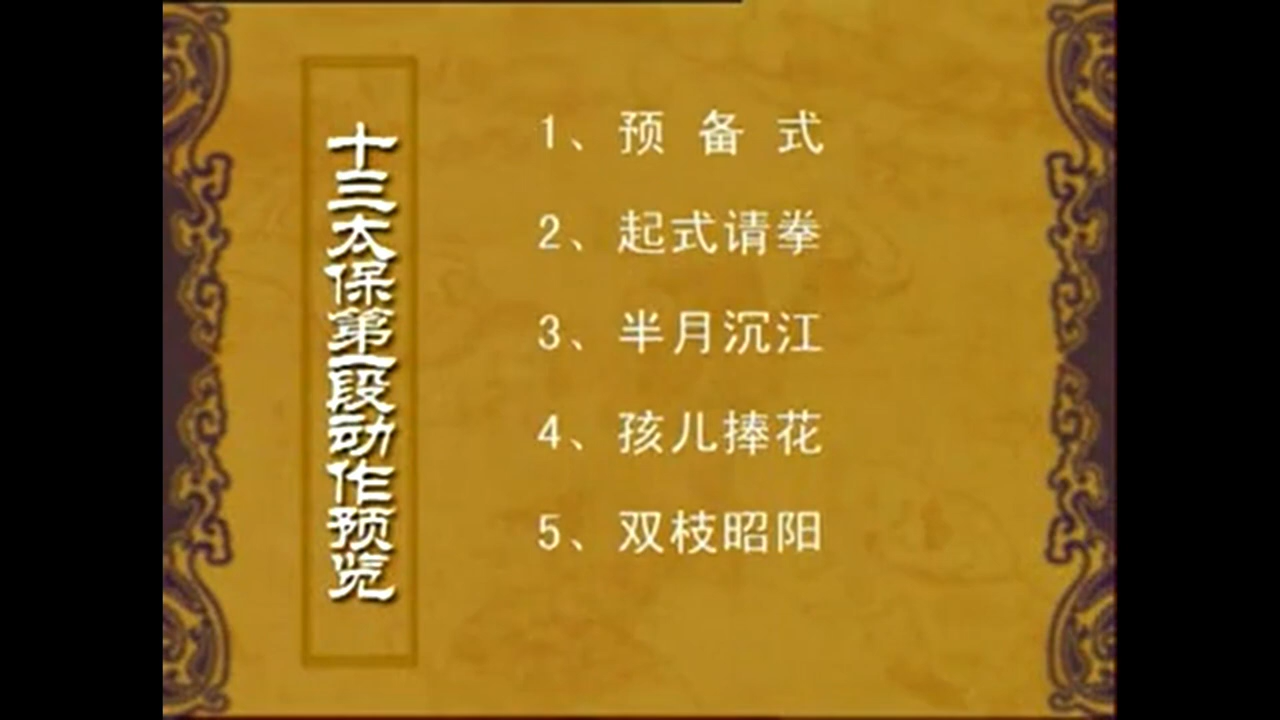 十三太保第一段动作预览
1、预备式
2、起式请拳
3、半月沉江
4、孩儿捧花
5、双枝昭阳